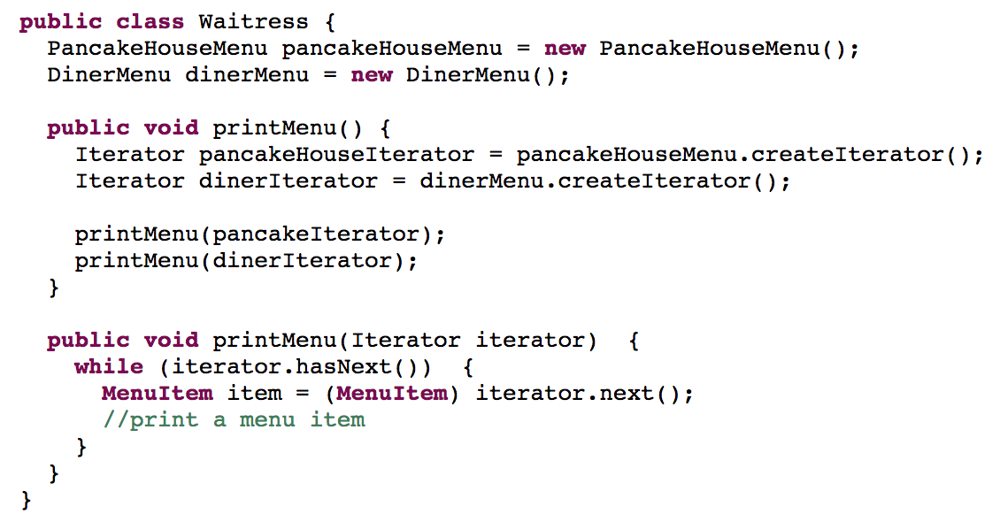 public class Waitress {
  PancakeHouseMenu pancakeHouseMenu = new PancakeHouseMenu();
  DinerMenu dinerMenu = new DinerMenu();

  public void printMenu() {
    Iterator pancakeHouseIterator = pancakeHouseMenu.createIterator();
    Iterator dinerIterator = dinerMenu.createIterator();

    printMenu(pancakeIterator);
    printMenu(dinerIterator);
  }

  public void printMenu(Iterator iterator)  {
    while (iterator.hasNext())  {
      MenuItem item = (MenuItem) iterator.next();
      //print a menu item
    }
  }
}